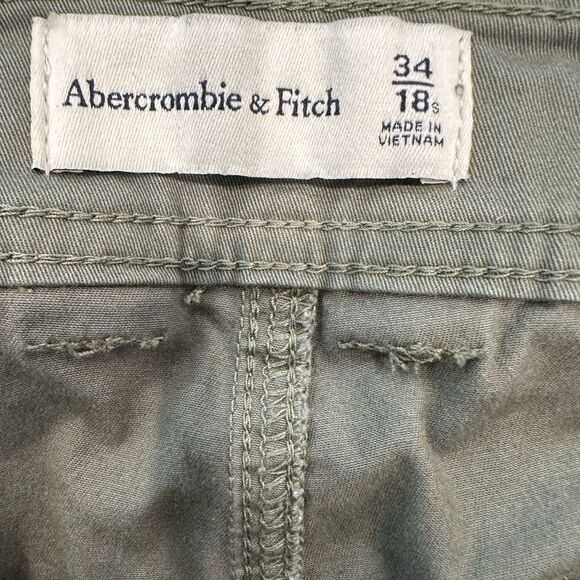 Abercrombie & Fitch
34
18s
MADE IN
VIETNAM